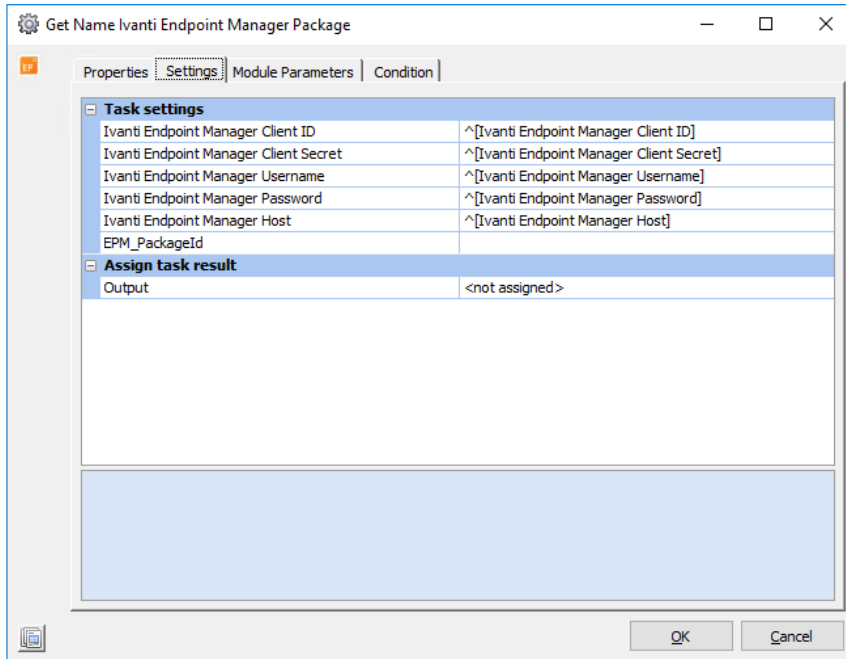 Get Name Ivanti Endpoint Manager Package
EP
Properties Settings Module Parameters Condition
Task settings
Ivanti Endpoint Manager Client ID ^[Ivanti Endpoint Manager Client ID]
Ivanti Endpoint Manager Client Secret ^[Ivanti Endpoint Manager Client Secret]
Ivanti Endpoint Manager Username ^[Ivanti Endpoint Manager Username]
Ivanti Endpoint Manager Password ^[Ivanti Endpoint Manager Password]
Ivanti Endpoint Manager Host ^[Ivanti Endpoint Manager Host]
EPM_PackageId
Assign task result
Output <not assigned>
OK Cancel